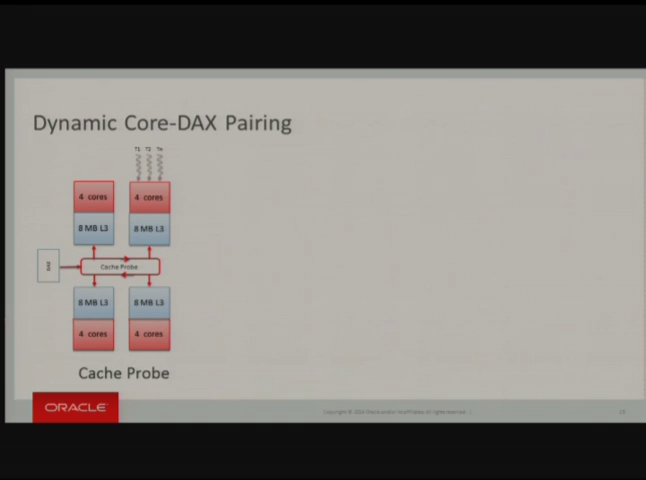 Dynamic Core-DAX Pairing
4 cores
4 cores
8 MB L3
8 MB L3
Cache Probe
8 MB L3
8 MB L3
4 cores
4 cores
Cache Probe
ORACLE